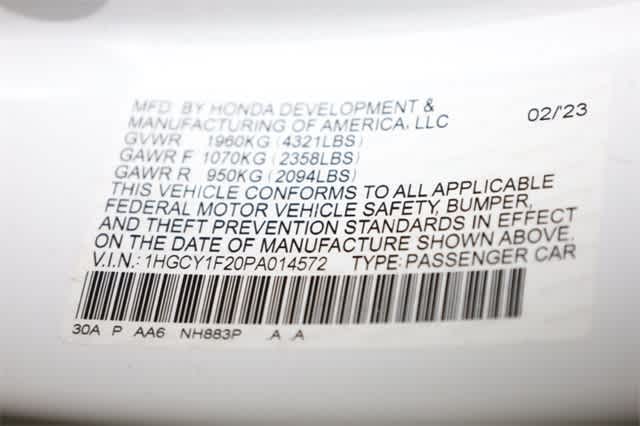 MFD. BY HONDA DEVELOPMENT &
MANUFACTURING OF AMERICA, LLC 02/'23
GVWR 1960KG (4321LBS)
GAWR F 1070KG (2358LBS)
GAWR R 950KG (2094LBS)
THIS VEHICLE CONFORMS TO ALL APPLICABLE
FEDERAL MOTOR VEHICLE SAFETY, BUMPER,
AND THEFT PREVENTION STANDARDS IN EFFECT
ON THE DATE OF MANUFACTURE SHOWN ABOVE.
V.I.N.: 1HGCY1F20PA014572 TYPE: PASSENGER CAR
30A P AA6 NH883P A A